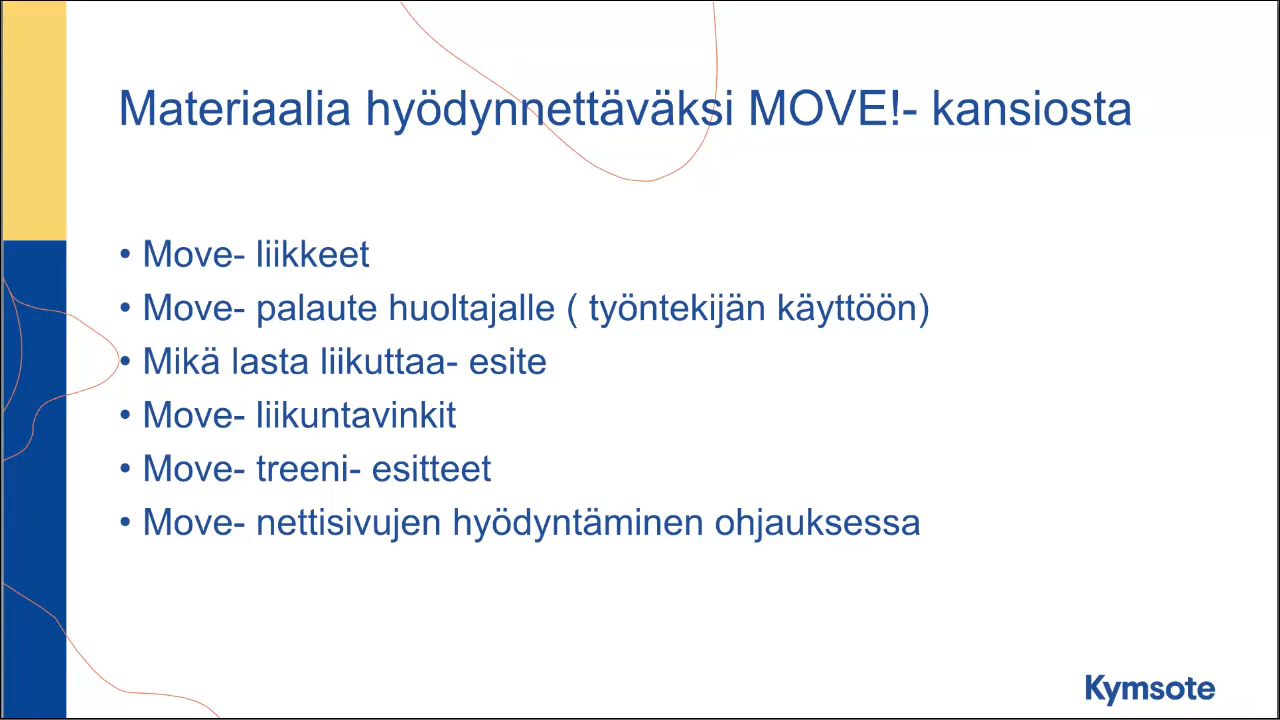 Materiaalia hyödynnettäväksi MOVE!- kansiosta
• Move- liikkeet
• Move- palaute huoltajalle ( työntekijän käyttöön)
• Mikä lasta liikuttaa- esite
• Move- liikuntavinkit
• Move- treeni- esitteet
• Move- nettisivujen hyödyntäminen ohjauksessa
Kymsote